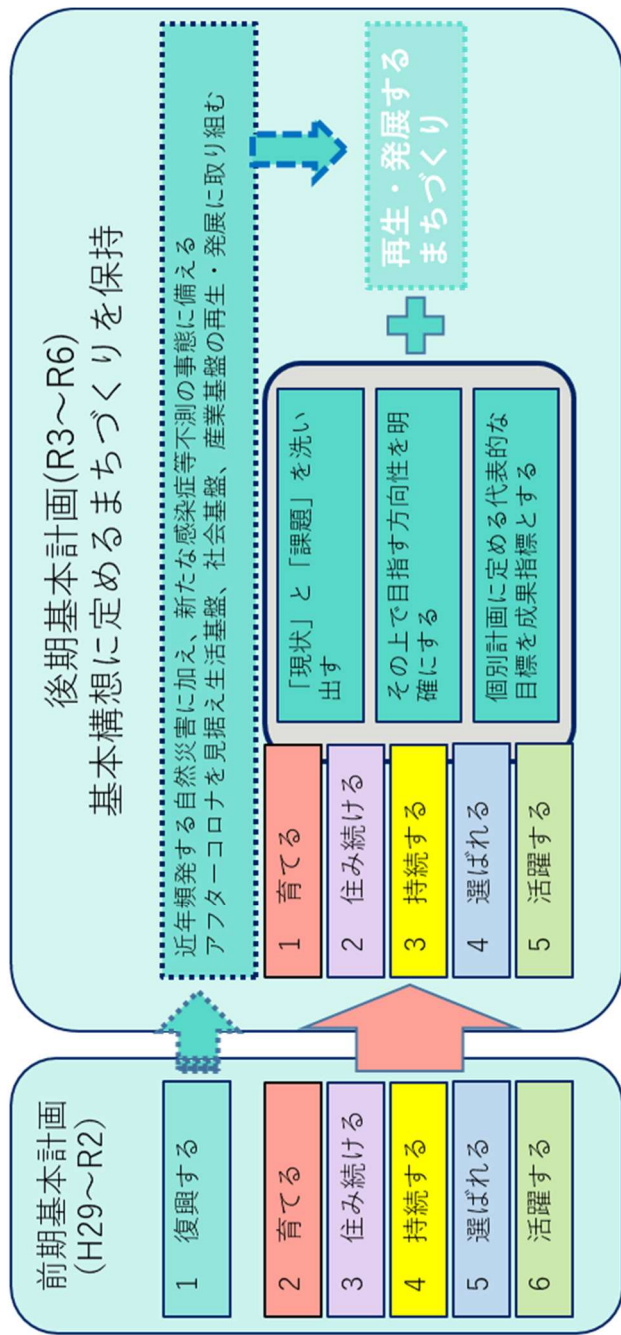 前期基本計画
(H29～R2)
1 復興する
2 育てる
3 住み続ける
4 持続する
5 選ばれる
6 活躍する
後期基本計画(R3～R6)
基本構想に定めるまちづくりを保持
近年頻発する自然災害に加え、新たな感染症等不測の事態に備える
アフターコロナを見据え生活基盤、社会基盤、産業基盤の再生・発展に取り組む
1 育てる
2 住み続ける
3 持続する
4 選ばれる
5 活躍する
「現状」と「課題」を洗い
出す
その上で目指す方向性を明
確にする
個別計画に定める代表的な
目標を成果指標とする
再生・発展する
まちづくり